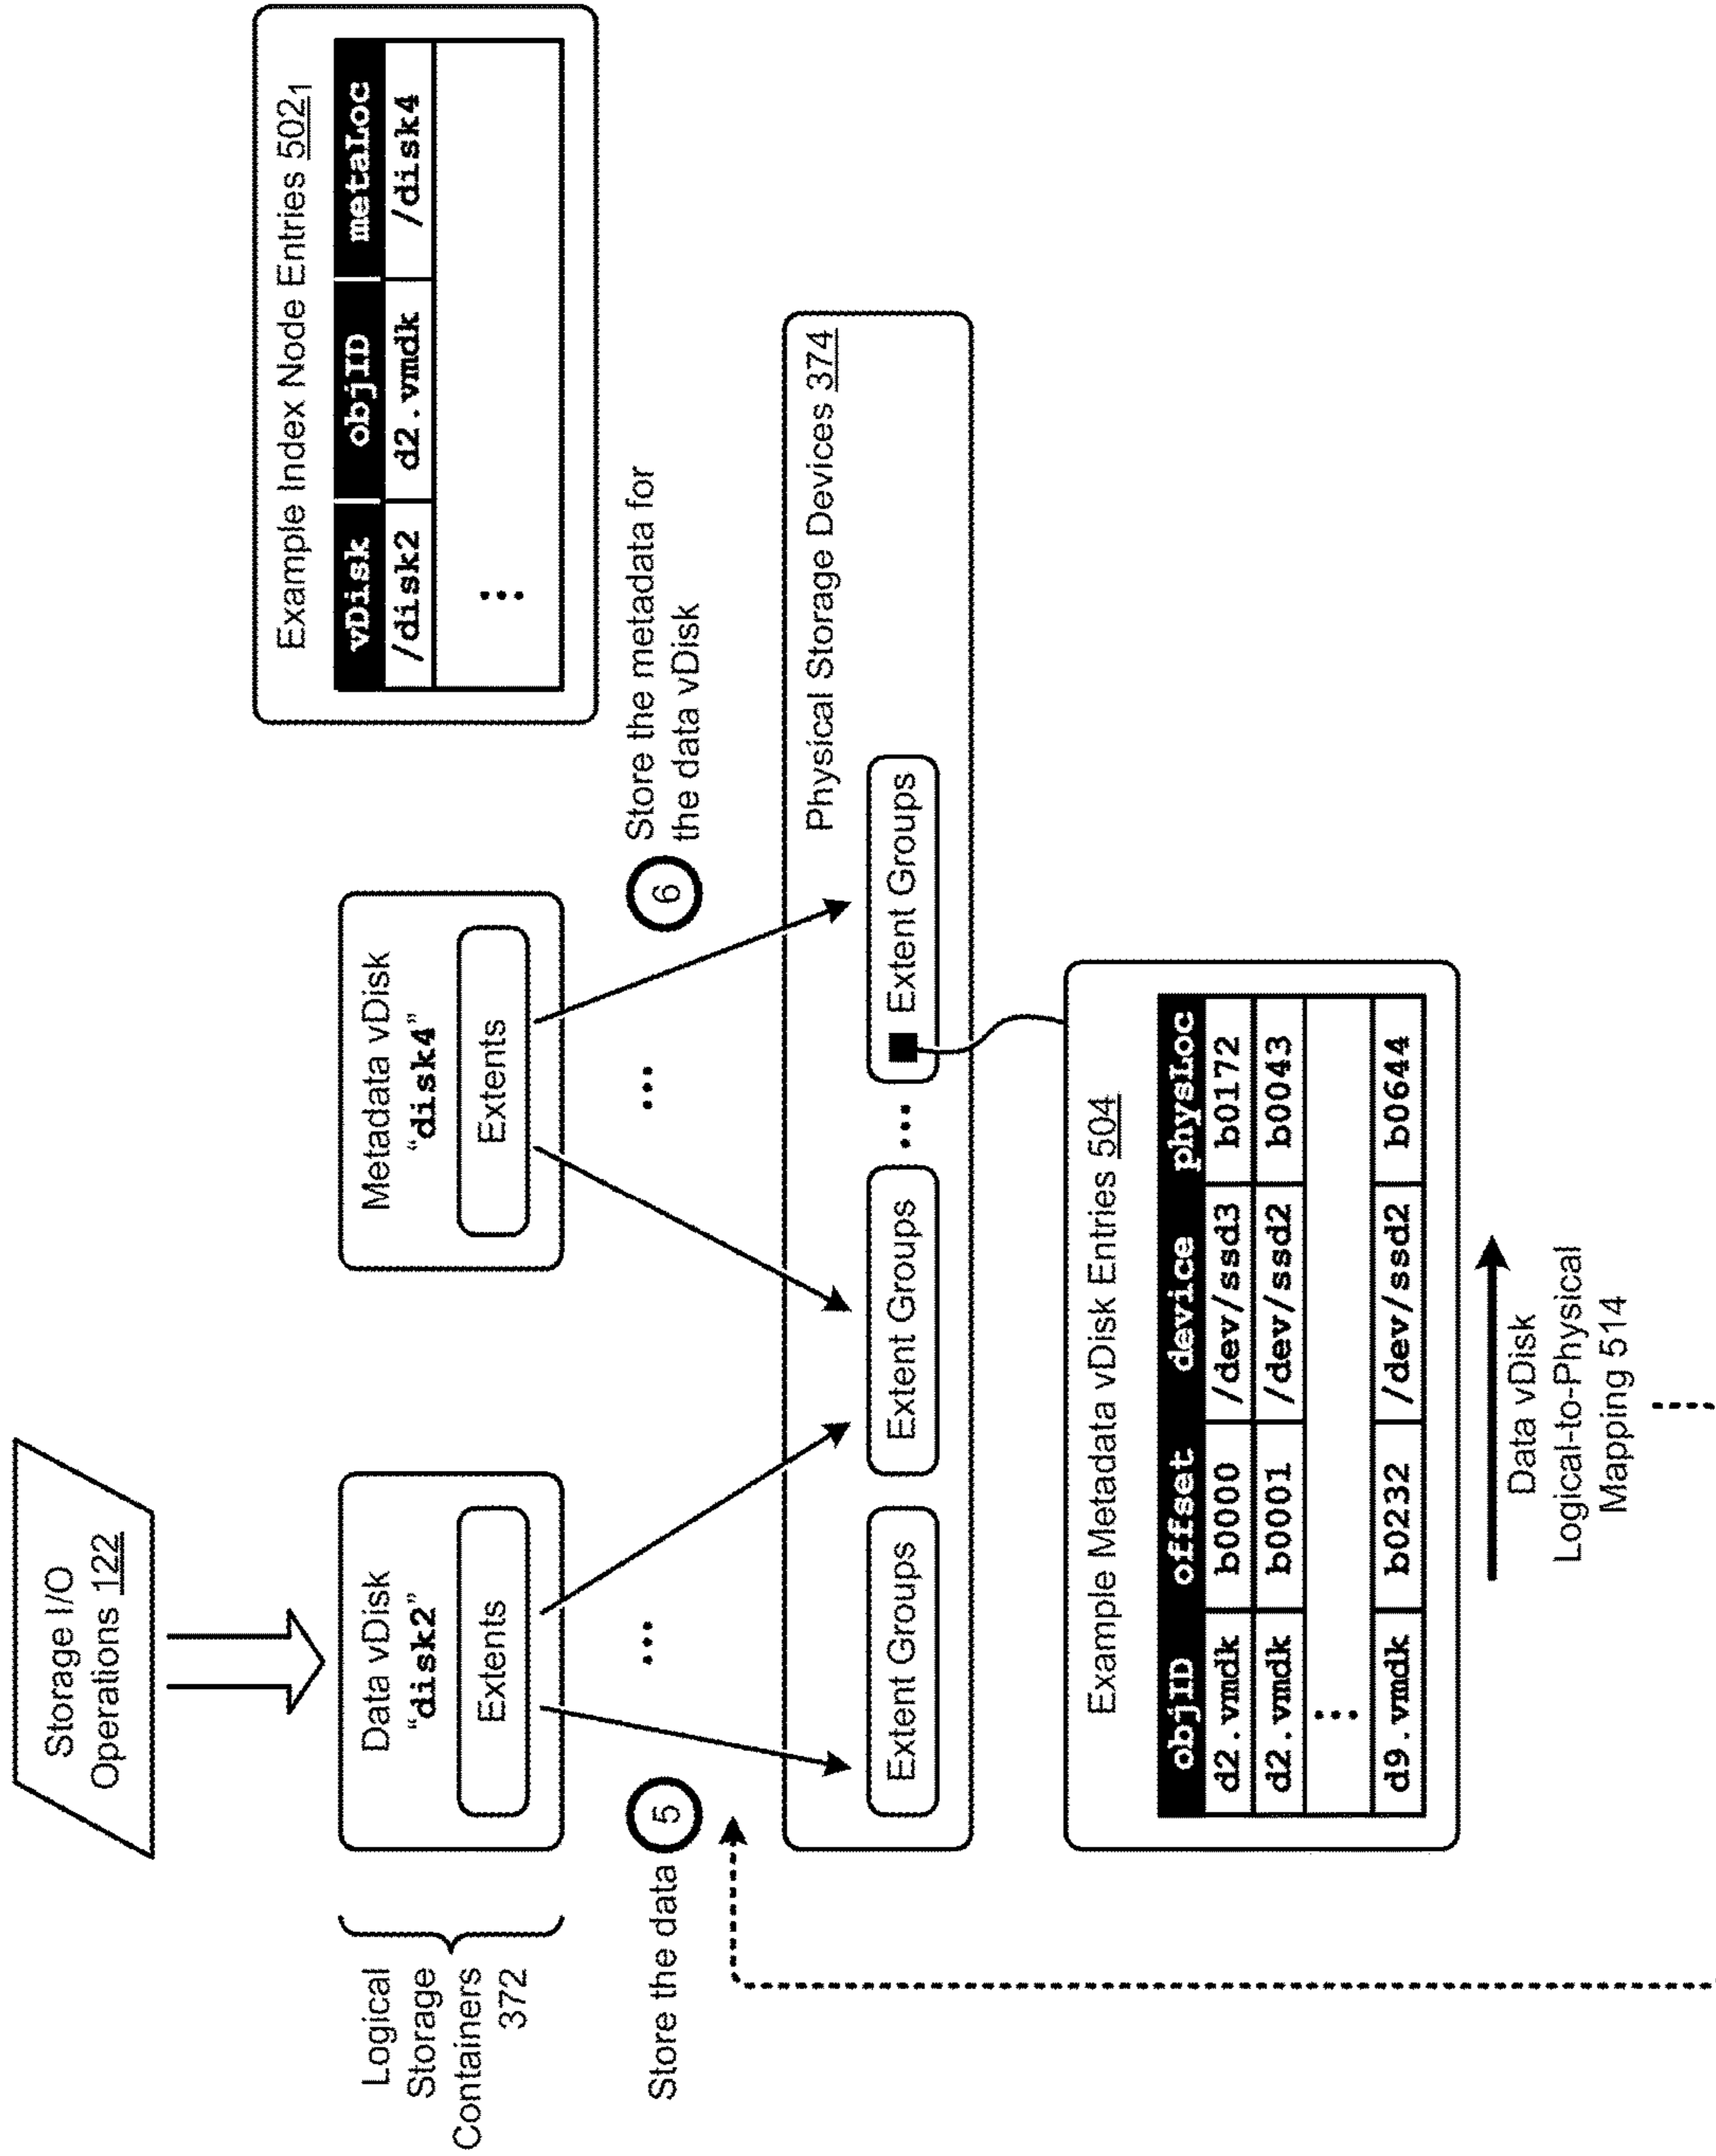 Storage I/O
Operations 122
Logical
Storage
Containers
372
Data vDisk
“disk2”
Extents
Metadata vDisk
“disk4”
Extents
Example Index Node Entries 502₁
vDisk objID metaLoc
/disk2 d2.vmdk /disk4
⋮
Store the data 5
...
...
6 Store the metadata for
the data vDisk
Physical Storage Devices 374
Extent Groups Extent Groups ... Extent Groups
Example Metadata vDisk Entries 504
objID offset device physLoc
d2.vmdk b0000 /dev/ssd3 b0172
d2.vmdk b0001 /dev/ssd2 b0043
⋮
d9.vmdk b0232 /dev/ssd2 b0644
Data vDisk
Logical-to-Physical
Mapping 514